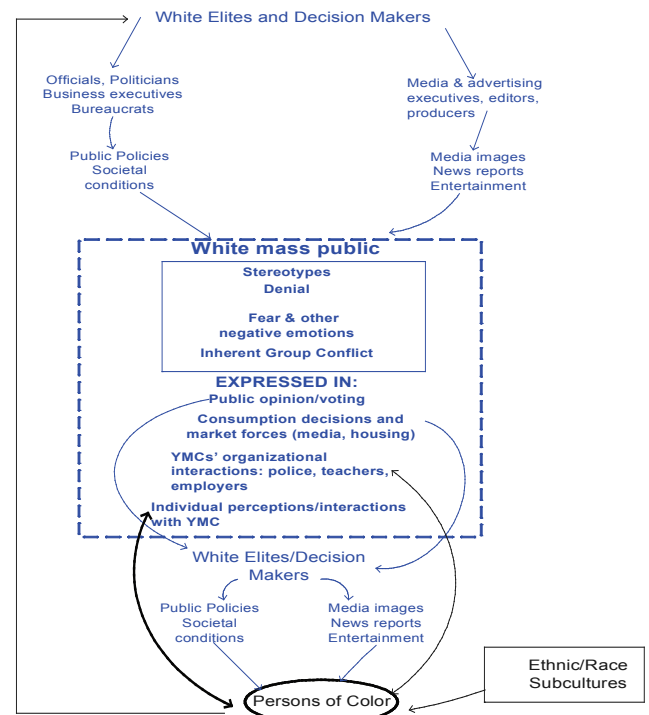 White Elites and Decision Makers
Officials, Politicians
Business executives
Bureaucrats
Media & advertising
executives, editors,
producers
Public Policies
Societal
conditions
Media images
News reports
Entertainment
White mass public
Stereotypes
Denial
Fear & other
negative emotions
Inherent Group Conflict
EXPRESSED IN:
Public opinion/voting
Consumption decisions and
market forces (media, housing)
YMCs' organizational
interactions: police, teachers,
employers
Individual perceptions/interactions
with YMC
White Elites/Decision
Makers
Public Policies
Societal
conditions
Media images
News reports
Entertainment
Ethnic/Race
Subcultures
Persons of Color